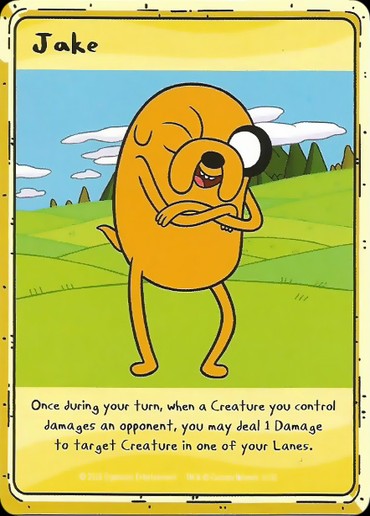 Jake
Once during your turn, when a Creature you control
damages an opponent, you may deal 1 Damage
to target Creature in one of your Lanes.